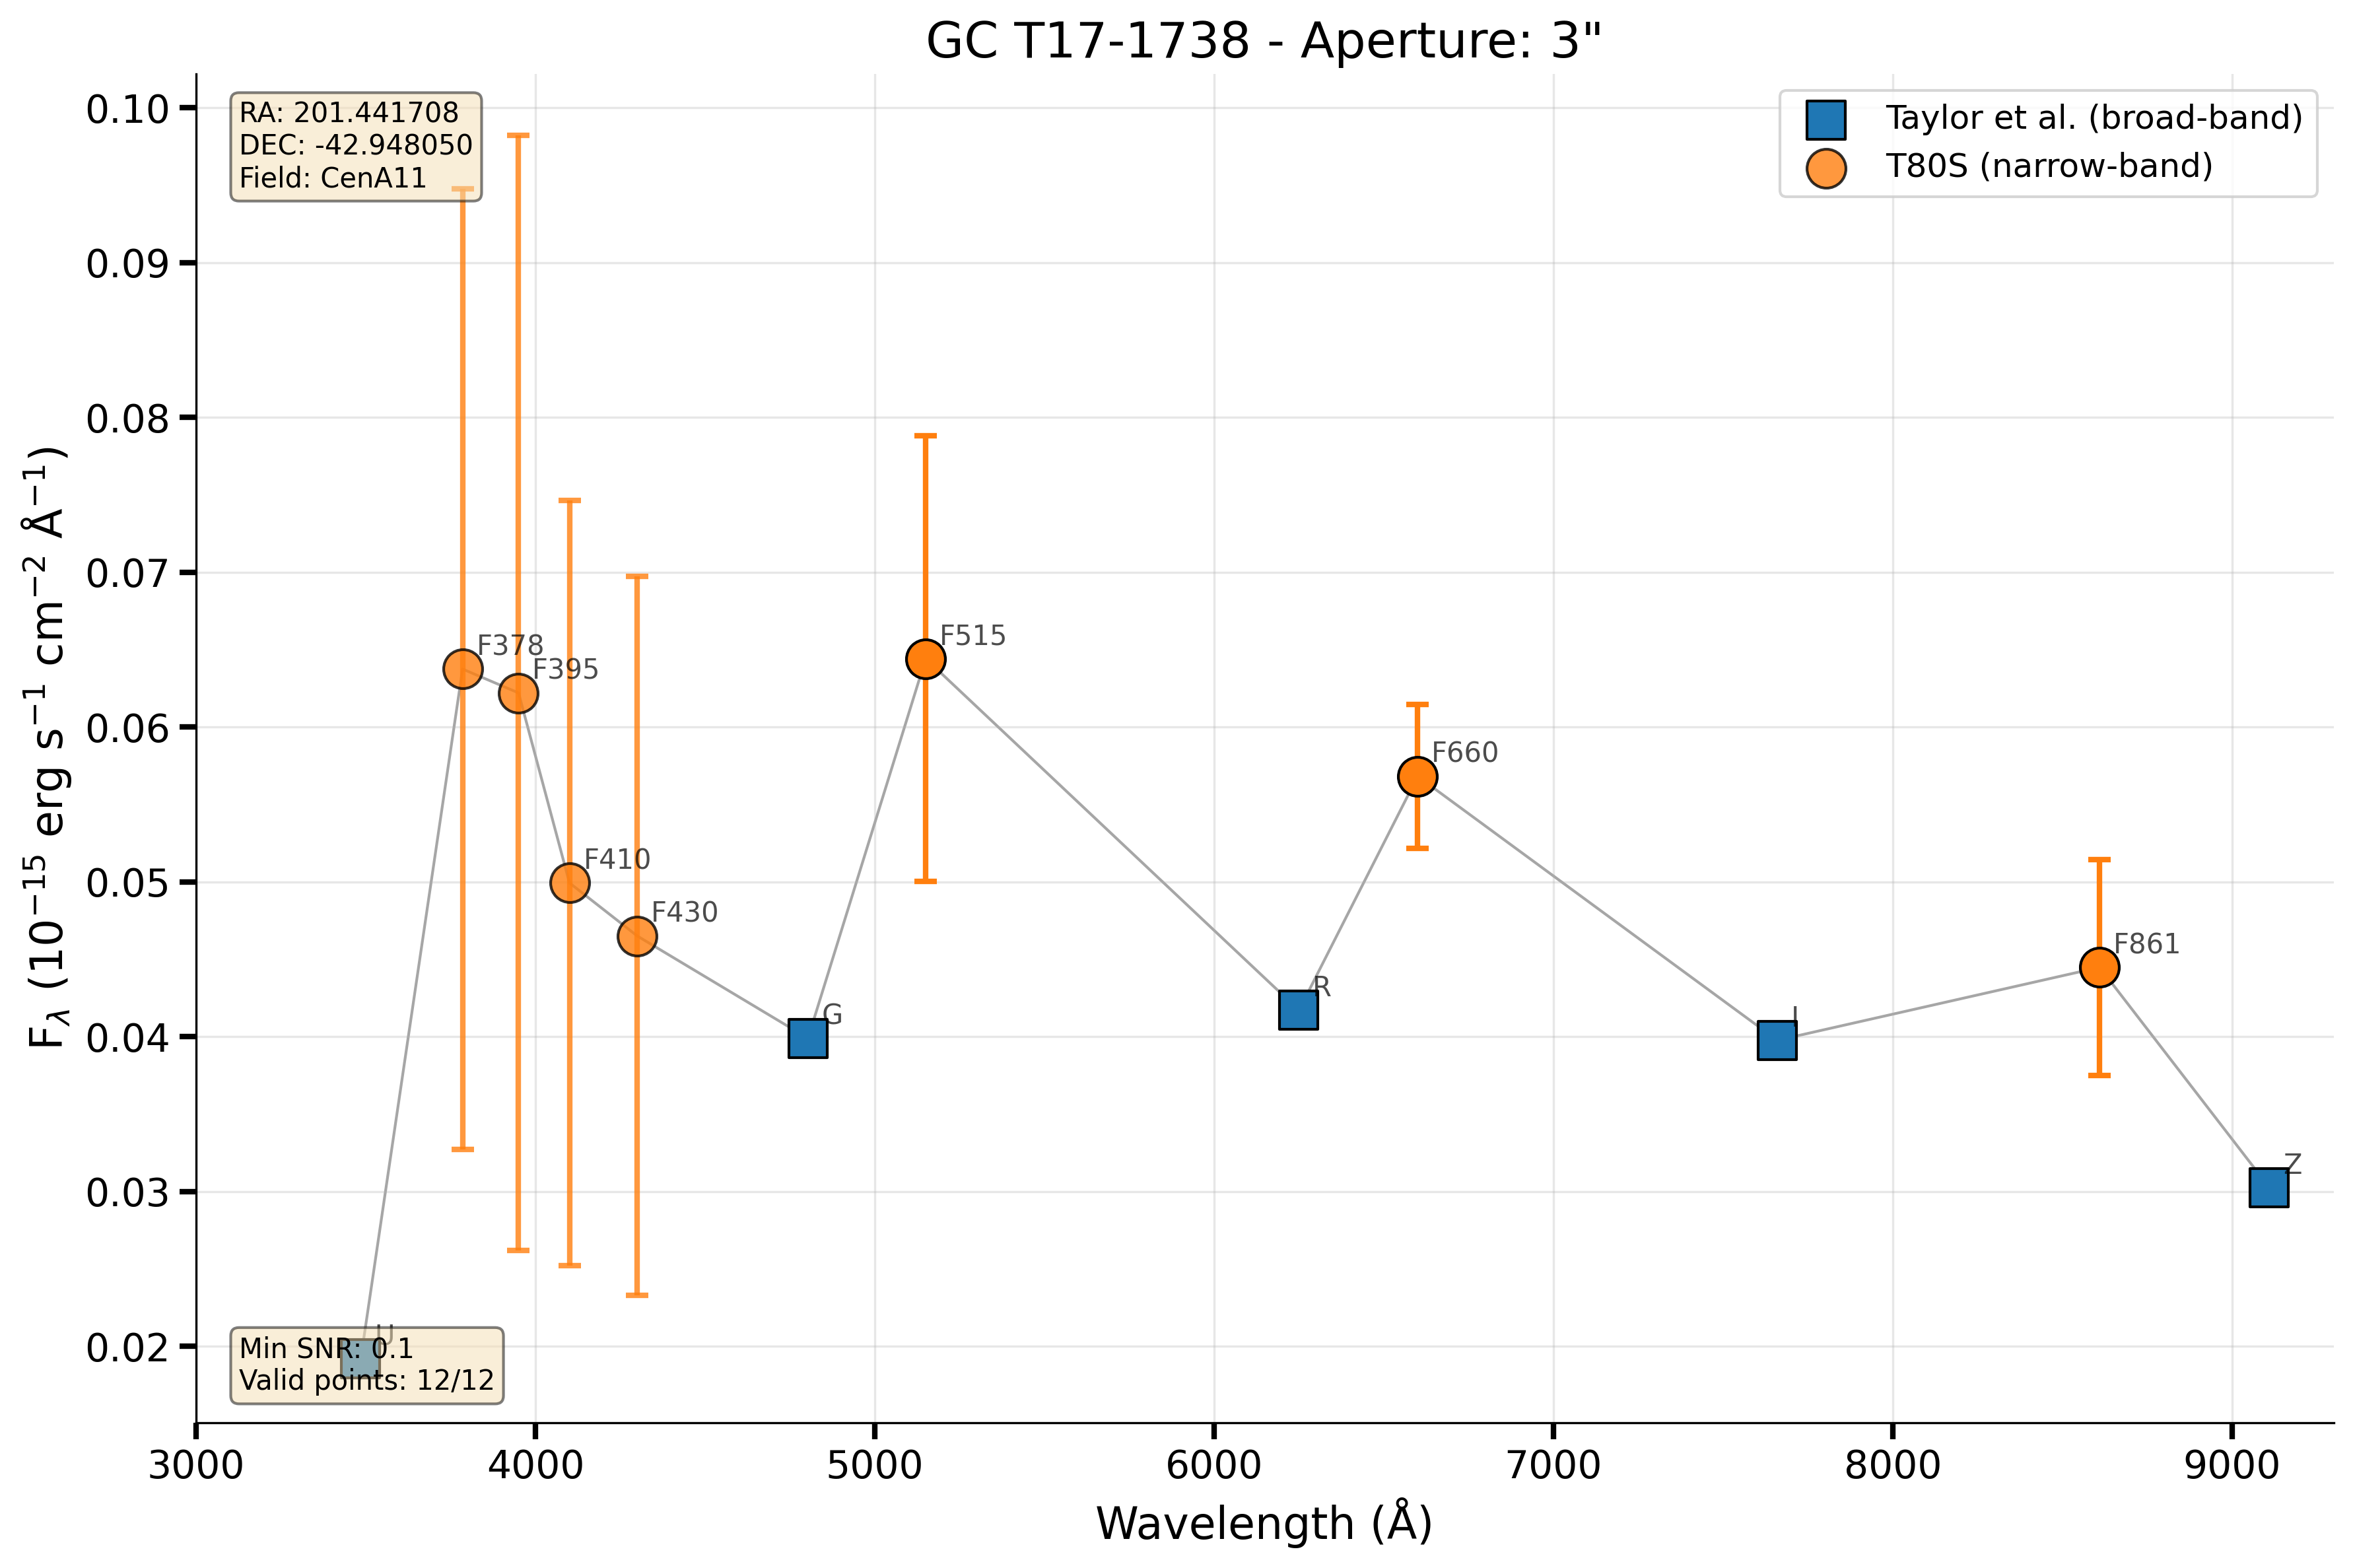 GC T17-1738 - Aperture: 3"
RA: 201.441708
DEC: -42.948050
Field: CenA11
Taylor et al. (broad-band)
T80S (narrow-band)
0.10
0.09
0.08
0.07
0.06
0.05
0.04
0.03
0.02
F_λ (10⁻¹⁵ erg s⁻¹ cm⁻² Å⁻¹)
F378
F395
F410
F430
F515
F660
F861
G
R
I
Z
U
Min SNR: 0.1
Valid points: 12/12
3000 4000 5000 6000 7000 8000 9000
Wavelength (Å)